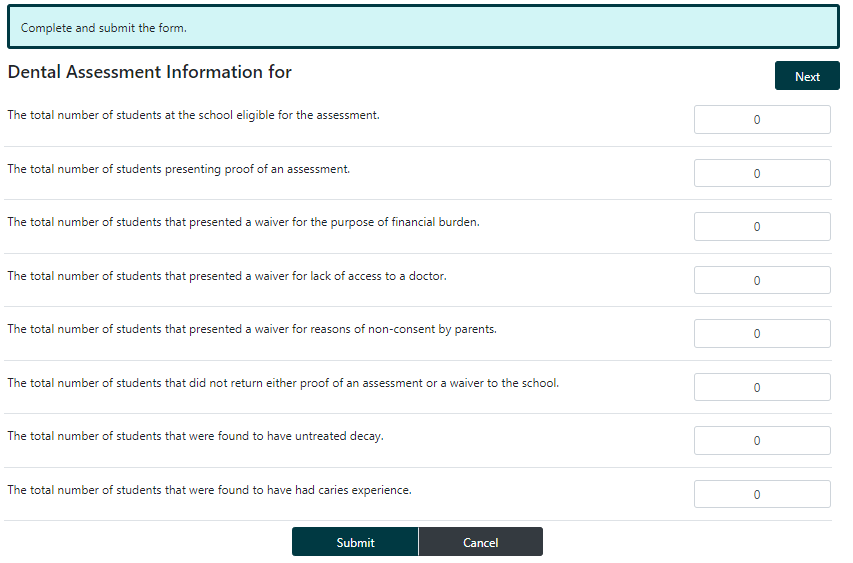 Complete and submit the form.
Dental Assessment Information for
Next
The total number of students at the school eligible for the assessment.
0
The total number of students presenting proof of an assessment.
0
The total number of students that presented a waiver for the purpose of financial burden.
0
The total number of students that presented a waiver for lack of access to a doctor.
0
The total number of students that presented a waiver for reasons of non-consent by parents.
0
The total number of students that did not return either proof of an assessment or a waiver to the school.
0
The total number of students that were found to have untreated decay.
0
The total number of students that were found to have had caries experience.
0
Submit
Cancel